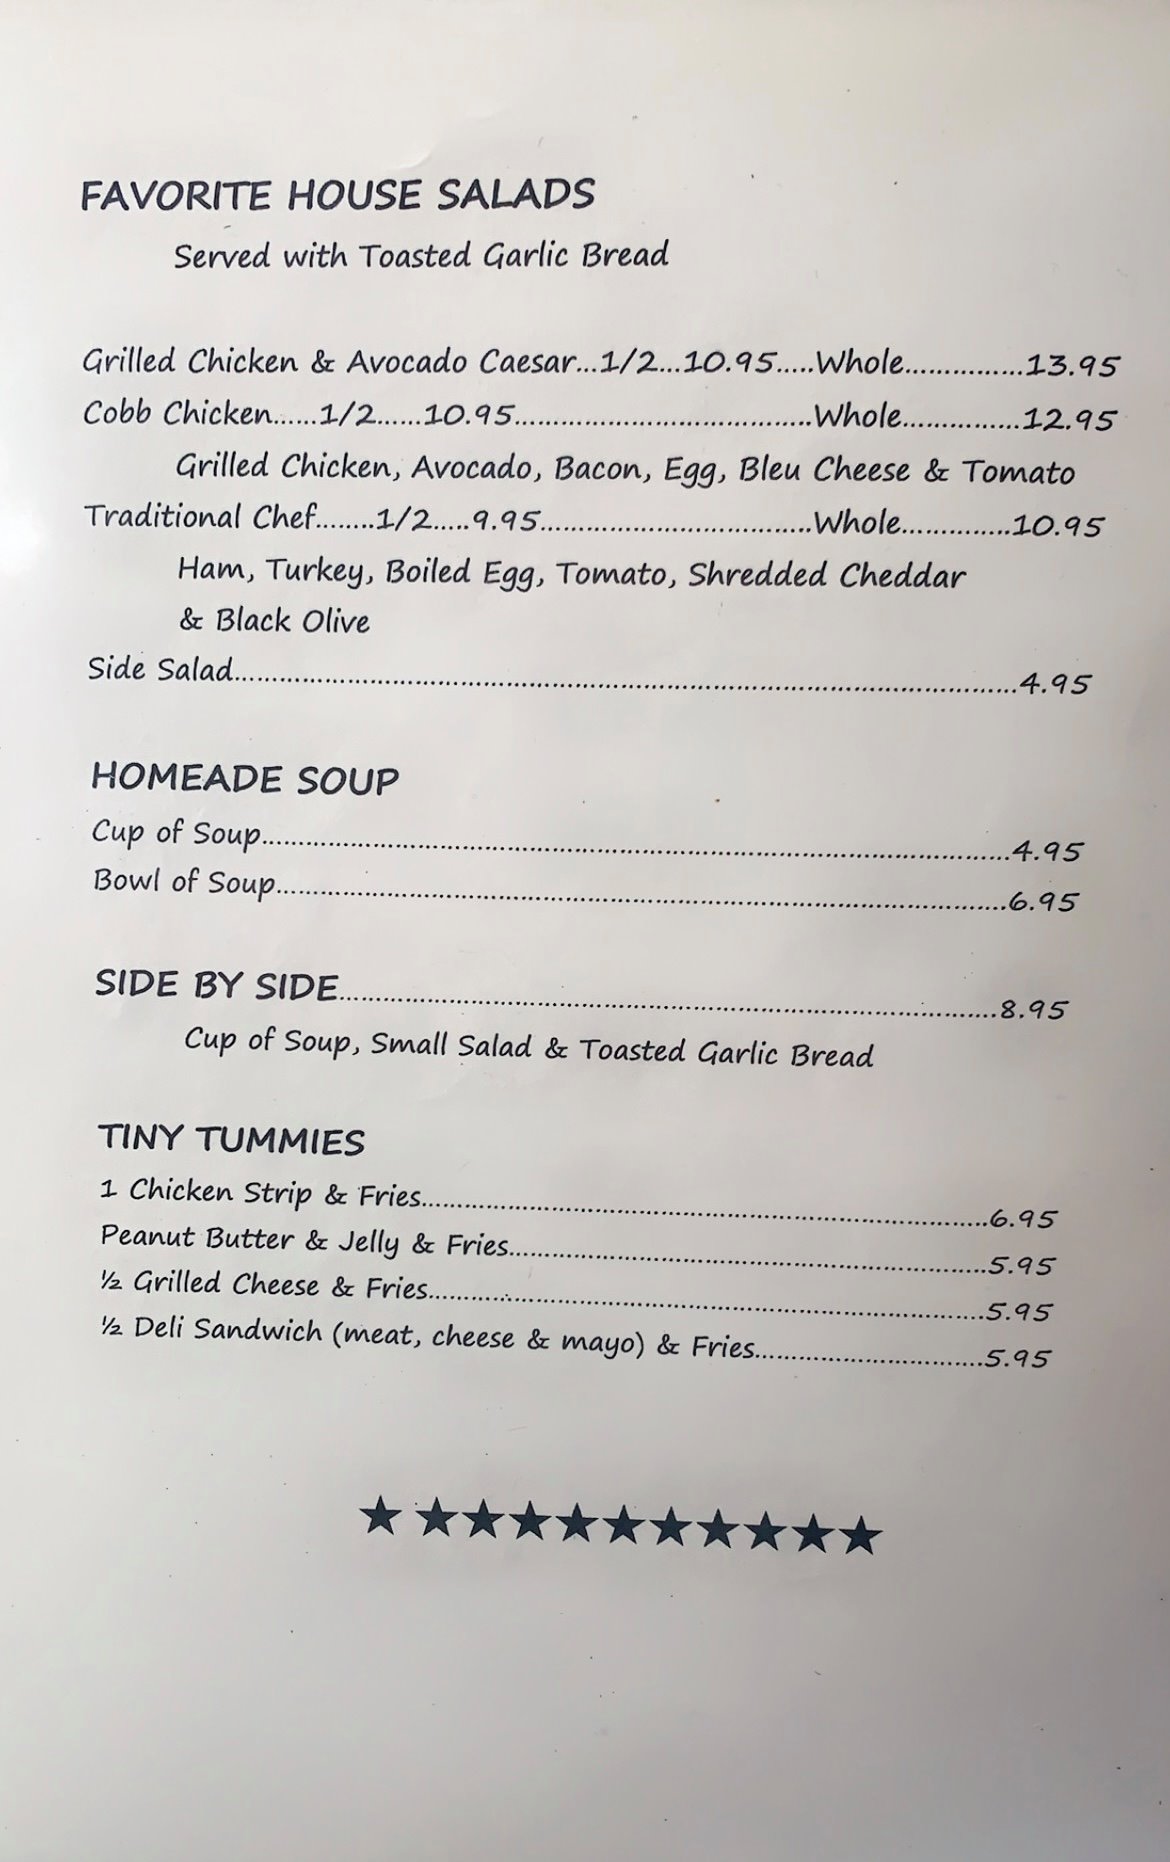 FAVORITE HOUSE SALADS
Served with Toasted Garlic Bread
Grilled Chicken & Avocado Caesar...1/2...10.95.....Whole...............13.95
Cobb Chicken......1/2......10.95.......................................Whole...............12.95
Grilled Chicken, Avocado, Bacon, Egg, Bleu Cheese & Tomato
Traditional Chef........1/2.....9.95....................................Whole..............10.95
Ham, Turkey, Boiled Egg, Tomato, Shredded Cheddar
& Black Olive
Side Salad........................................................................................................4.95
HOMEADE SOUP
Cup of Soup....................................................................................................4.95
Bowl of Soup..................................................................................................6.95
SIDE BY SIDE........................................................................................8.95
Cup of Soup, Small Salad & Toasted Garlic Bread
TINY TUMMIES
1 Chicken Strip & Fries............................................................................6.95
Peanut Butter & Jelly & Fries................................................................5.95
½ Grilled Cheese & Fries..........................................................................5.95
½ Deli Sandwich (meat, cheese & mayo) & Fries...............................5.95
★ ★★★★★★★★★★